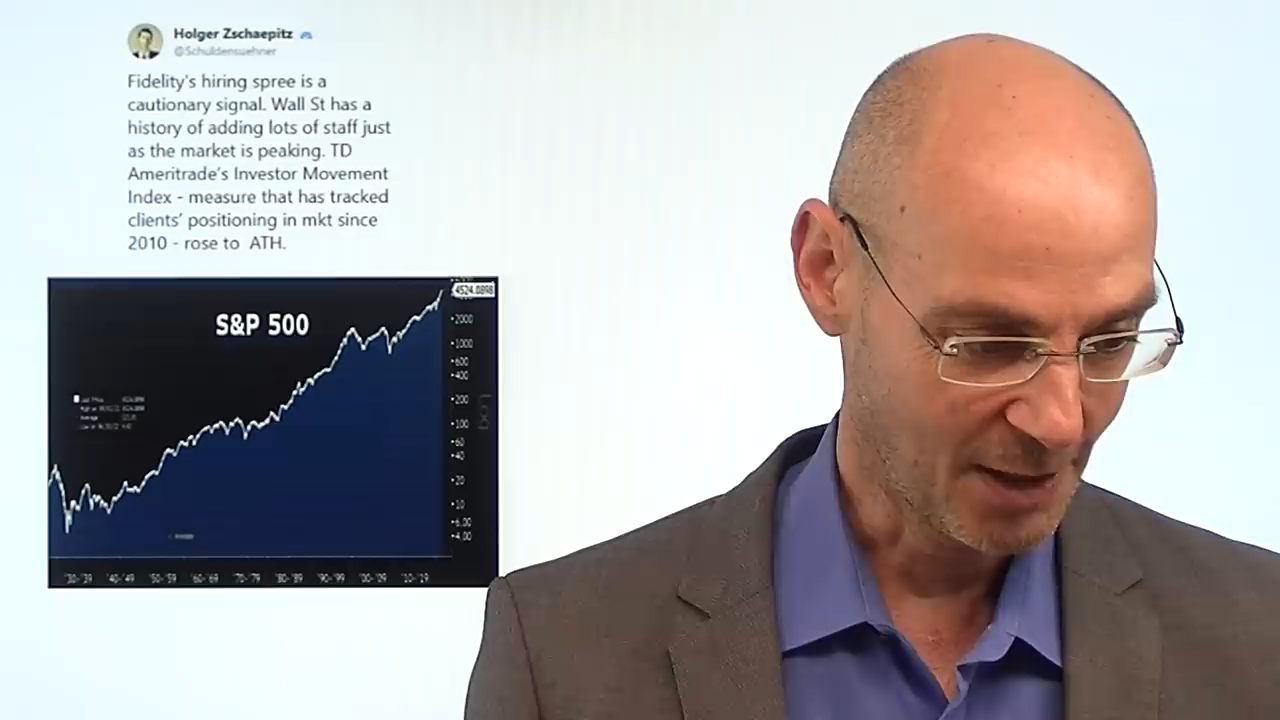 Holger Zschaepitz
@Schuldensuehner
Fidelity's hiring spree is a
cautionary signal. Wall St has a
history of adding lots of staff just
as the market is peaking. TD
Ameritrade's Investor Movement
Index - measure that has tracked
clients' positioning in mkt since
2010 - rose to ATH.
4524.0898
S&P 500
2000
1000
600
400
200
100
60
40
20
10
6.00
4.00
Log
'30-'39 '40-'49 '50-'59 '60-'69 '70-'79 '80-'89 '90-'99 '00-'09 '10-'19